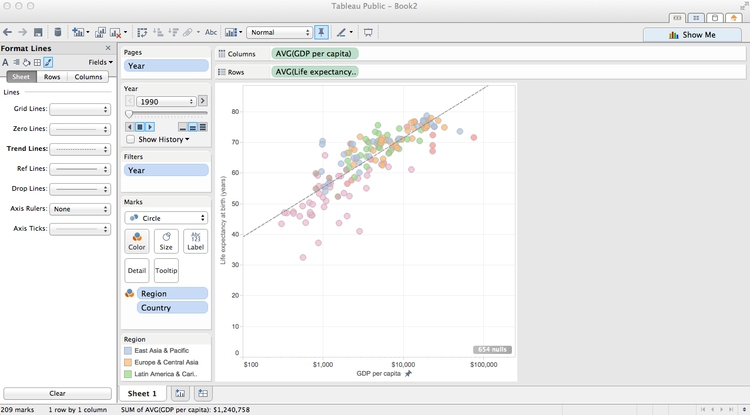 Tableau Public - Book2
Abc
Normal
Show Me
Format Lines
Fields
Sheet
Rows
Columns
Lines
Grid Lines:
Zero Lines:
Trend Lines:
Ref Lines:
Drop Lines:
Axis Rulers:
None
Axis Ticks:
Clear
Pages
Year
Year
1990
Show History
Filters
Year
Marks
Circle
Color
Size
Abc
123
Label
Detail
Tooltip
Region
Country
Region
East Asia & Pacific
Europe & Central Asia
Latin America & Cari..
Columns
AVG(GDP per capita)
Rows
AVG(Life expectancy..
Life expectancy at birth (years)
80
70
60
50
40
30
20
10
0
$100
$1,000
$10,000
$100,000
GDP per capita
654 nulls
Sheet 1
209 marks
1 row by 1 column
SUM of AVG(GDP per capita): $1,240,758